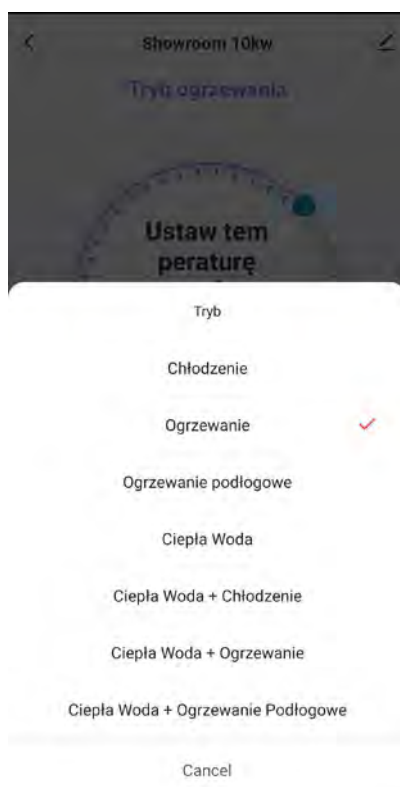 Showroom 10kw
Tryb ogrzewania
Ustaw tem
peraturę
Tryb
Chłodzenie
Ogrzewanie
Ogrzewanie podłogowe
Ciepła Woda
Ciepła Woda + Chłodzenie
Ciepła Woda + Ogrzewanie
Ciepła Woda + Ogrzewanie Podłogowe
Cancel